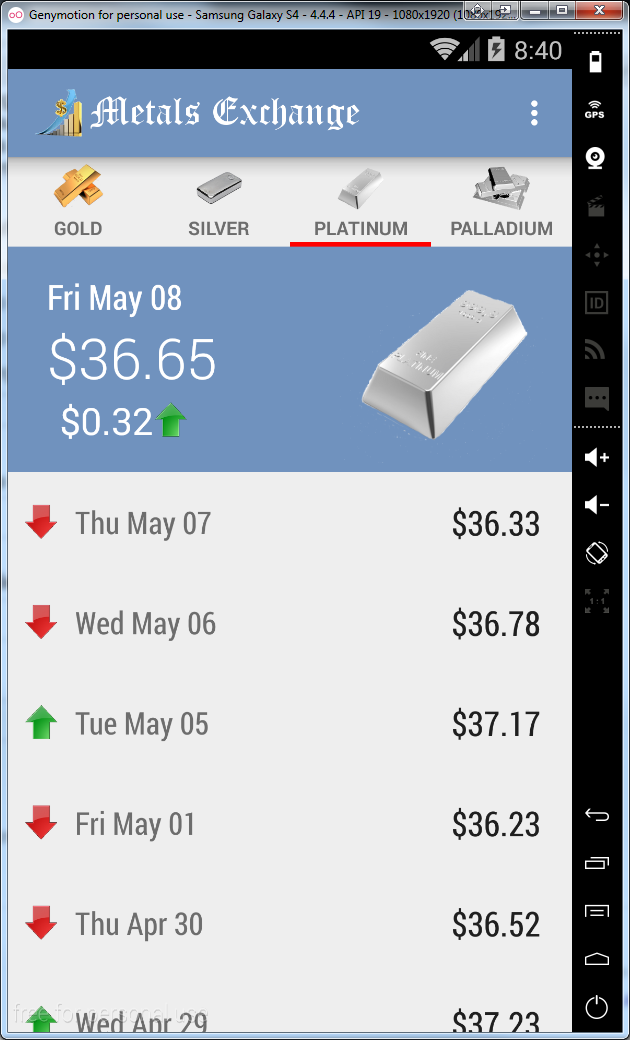 Genymotion for personal use - Samsung Galaxy S4 - 4.4.4 - API 19 - 1080x1920
8:40
GPS
Metals Exchange
GOLD SILVER PLATINUM PALLADIUM
Fri May 08
$36.65
$0.32
ID
Thu May 07 $36.33
1:1
Wed May 06 $36.78
Tue May 05 $37.17
Fri May 01 $36.23
Thu Apr 30 $36.52
free for personal use
Wed Apr 29 $37.23